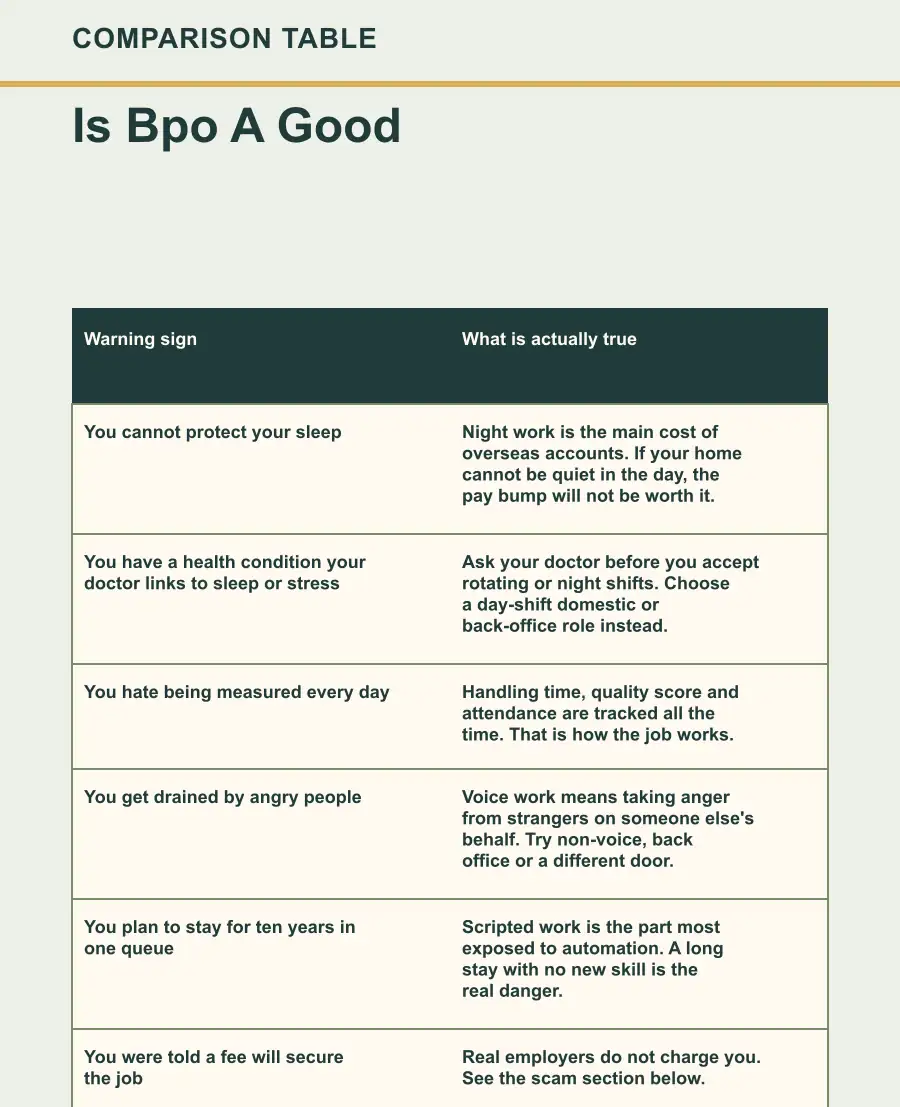 COMPARISON TABLE
Is Bpo A Good
Warning sign
What is actually true
You cannot protect your sleep
Night work is the main cost of
overseas accounts. If your home
cannot be quiet in the day, the
pay bump will not be worth it.
You have a health condition your
doctor links to sleep or stress
Ask your doctor before you accept
rotating or night shifts. Choose
a day-shift domestic or
back-office role instead.
You hate being measured every day
Handling time, quality score and
attendance are tracked all the
time. That is how the job works.
You get drained by angry people
Voice work means taking anger
from strangers on someone else's
behalf. Try non-voice, back
office or a different door.
You plan to stay for ten years in
one queue
Scripted work is the part most
exposed to automation. A long
stay with no new skill is the
real danger.
You were told a fee will secure
the job
Real employers do not charge you.
See the scam section below.